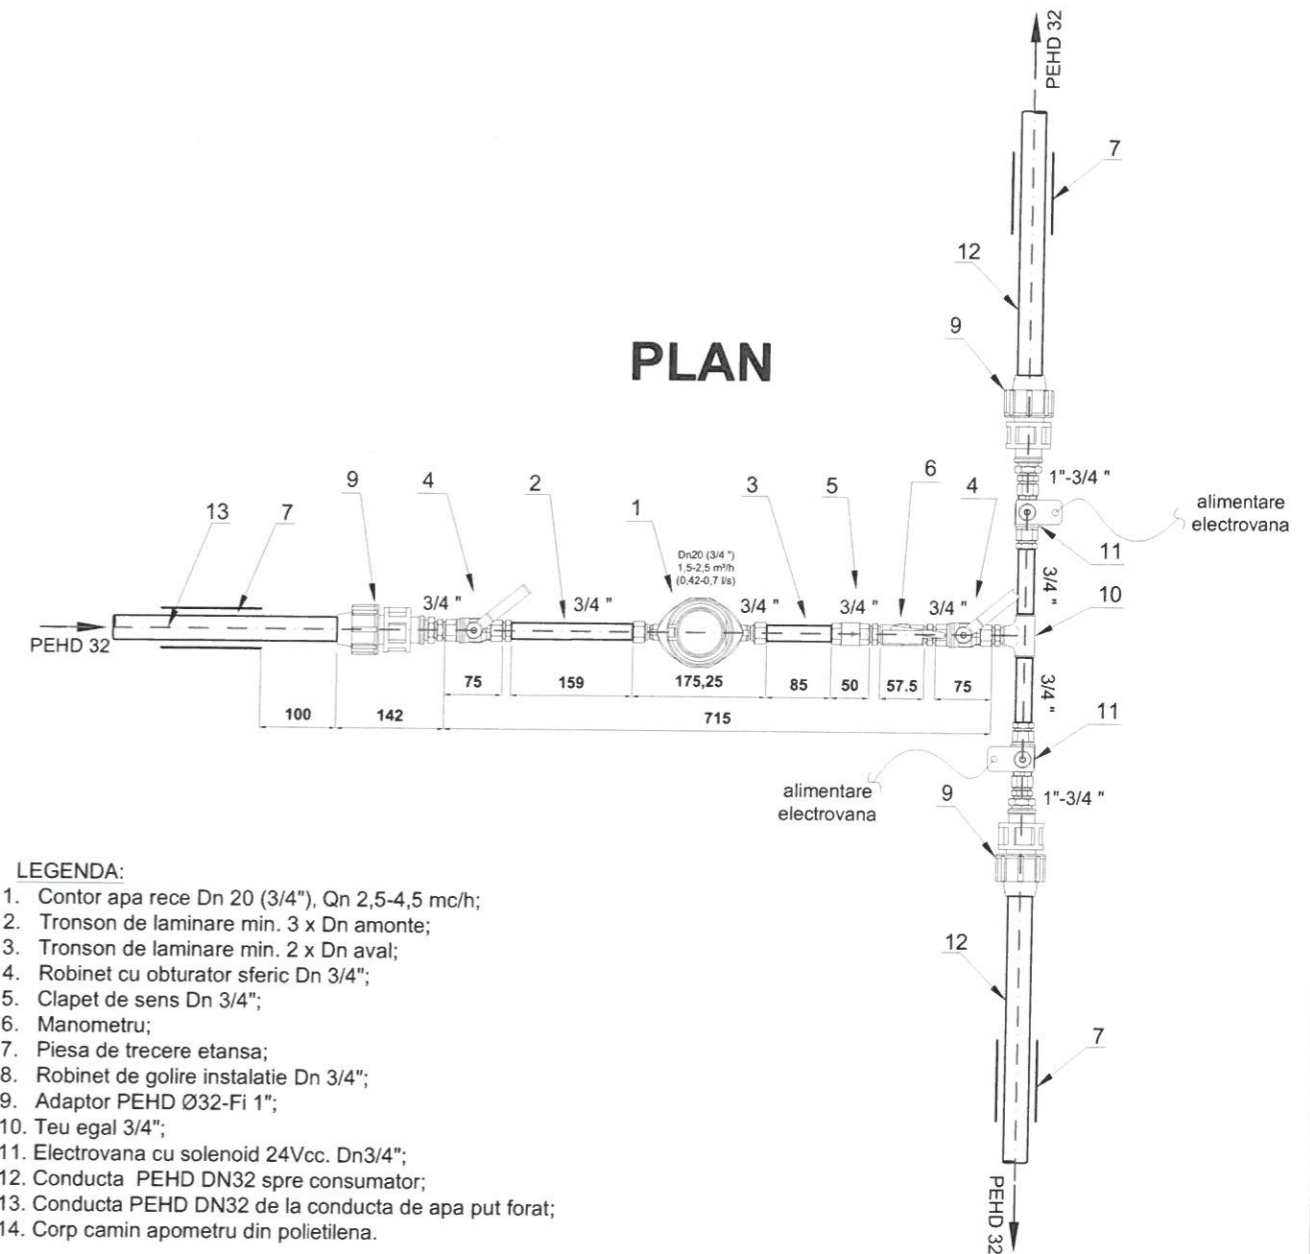 PEHD 32
7
12
9
PLAN
1"-3/4 "
alimentare
electrovana
11
13
7
9
4
2
1
3
5
6
4
Dn20 (3/4 ")
1,5-2,5 m³/h
(0,42-0,7 l/s)
3/4 "
3/4 "
3/4 "
3/4 "
3/4 "
3/4 "
10
PEHD 32
75
159
175,25
85
50
57.5
75
100
142
715
3/4 "
11
alimentare
electrovana
9
1"-3/4 "
12
7
PEHD 32
LEGENDA:
1. Contor apa rece Dn 20 (3/4"), Qn 2,5-4,5 mc/h;
2. Tronson de laminare min. 3 x Dn amonte;
3. Tronson de laminare min. 2 x Dn aval;
4. Robinet cu obturator sferic Dn 3/4";
5. Clapet de sens Dn 3/4";
6. Manometru;
7. Piesa de trecere etansa;
8. Robinet de golire instalatie Dn 3/4";
9. Adaptor PEHD Ø32-Fi 1";
10. Teu egal 3/4";
11. Electrovana cu solenoid 24Vcc. Dn3/4";
12. Conducta PEHD DN32 spre consumator;
13. Conducta PEHD DN32 de la conducta de apa put forat;
14. Corp camin apometru din polietilena.